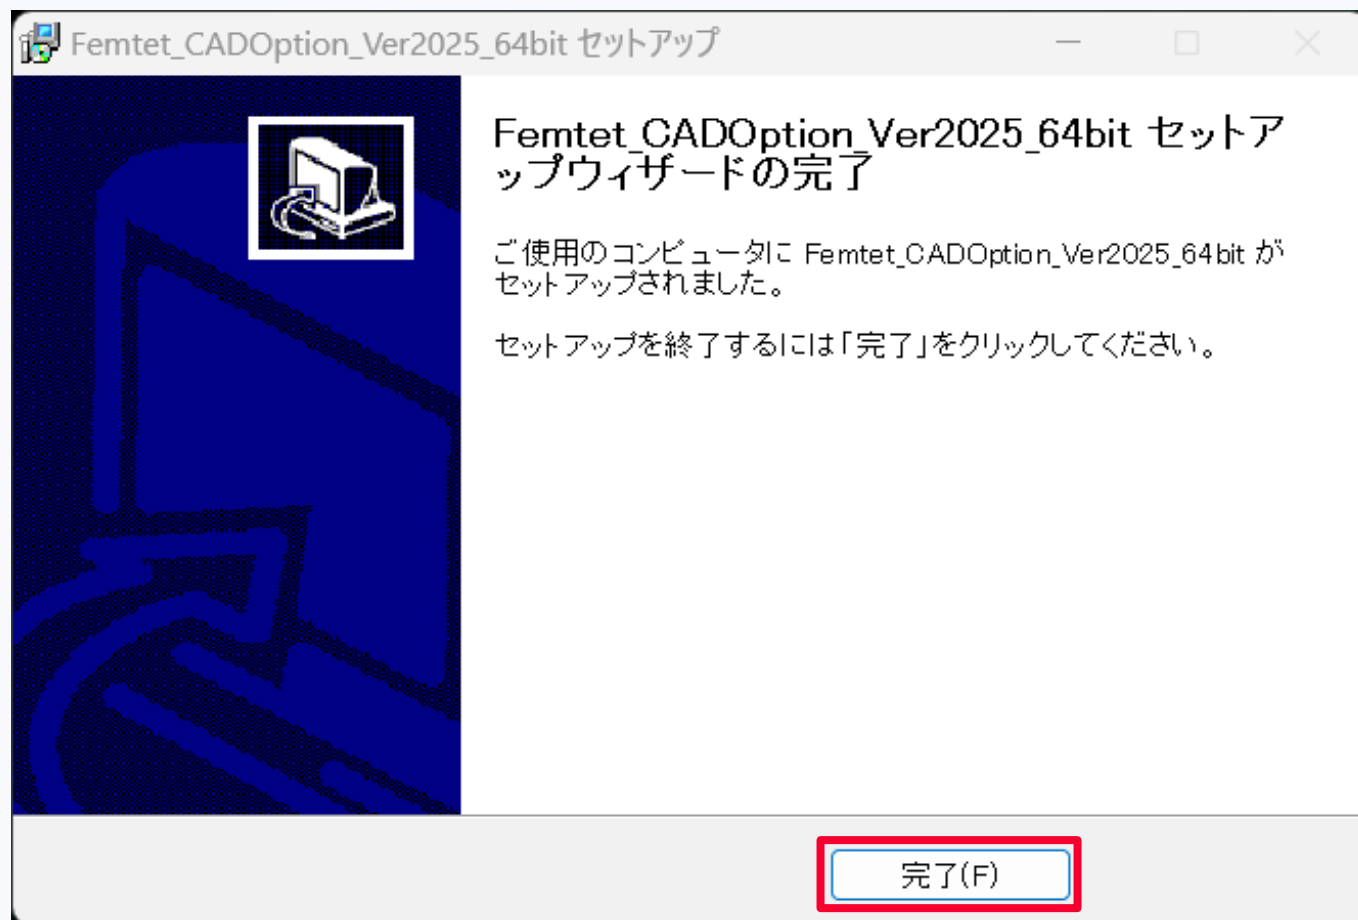 Femtet_CADOption_Ver2025_64bit セットアップ
Femtet_CADOption_Ver2025_64bit セットア
ップウィザードの完了
ご使用のコンピュータに Femtet_CADOption_Ver2025_64bit が
セットアップされました。
セットアップを終了するには「完了」をクリックしてください。
完了(F)